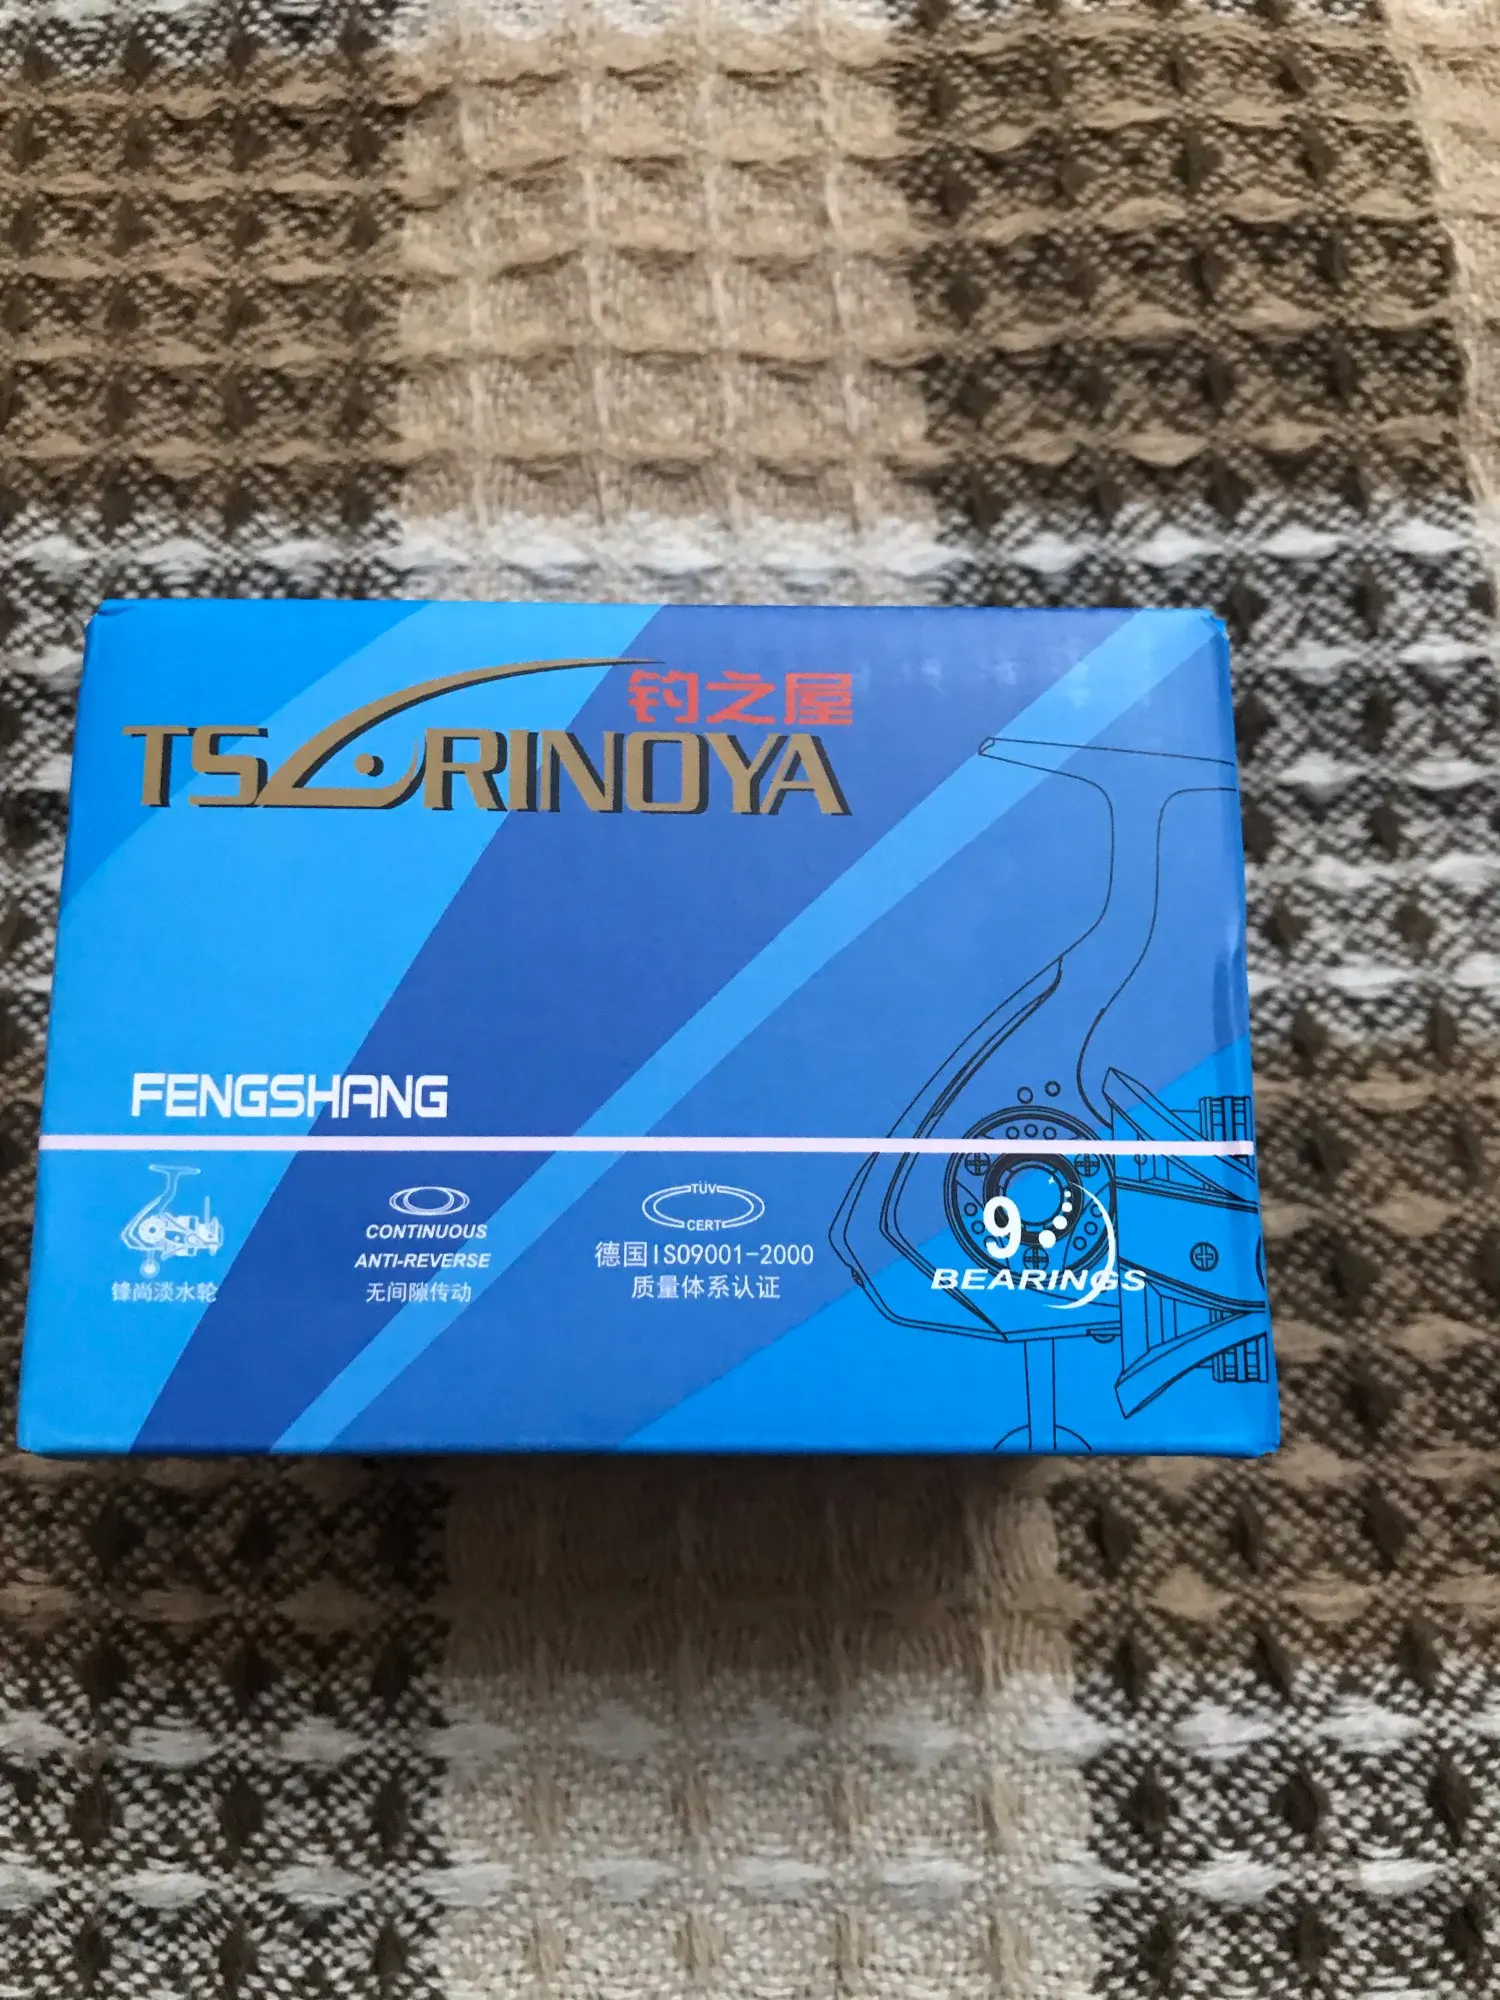 钓之屋
TSURINOYA
FENGSHANG
锋尚淡水轮
CONTINUOUS
ANTI-REVERSE
无间隙传动
TÜV
CERT
德国ISO9001-2000
质量体系认证
9
BEARINGS